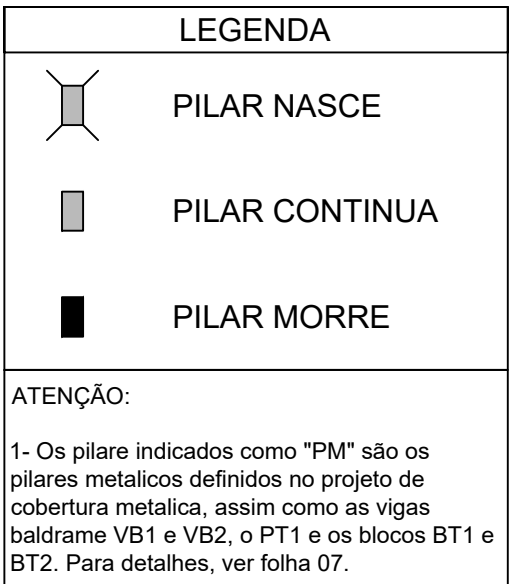 LEGENDA
PILAR NASCE
PILAR CONTINUA
PILAR MORRE
ATENÇÃO:
1- Os pilare indicados como "PM" são os
pilares metalicos definidos no projeto de
cobertura metalica, assim como as vigas
baldrame VB1 e VB2, o PT1 e os blocos BT1 e
BT2. Para detalhes, ver folha 07.